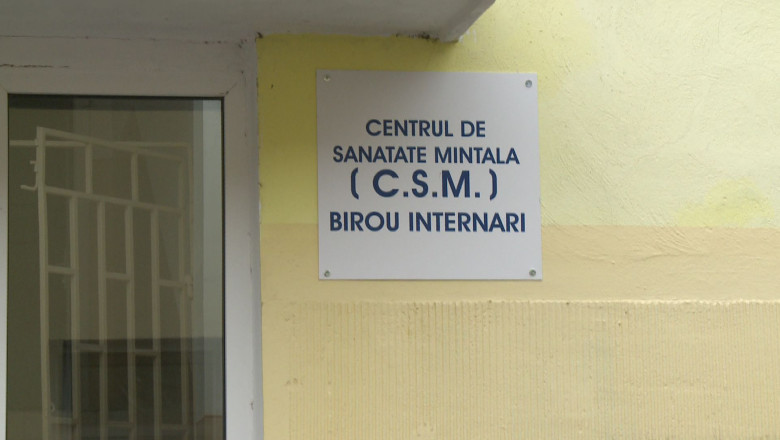 CENTRUL DE
SANATATE MINTALA
( C.S.M. )
BIROU INTERNARI